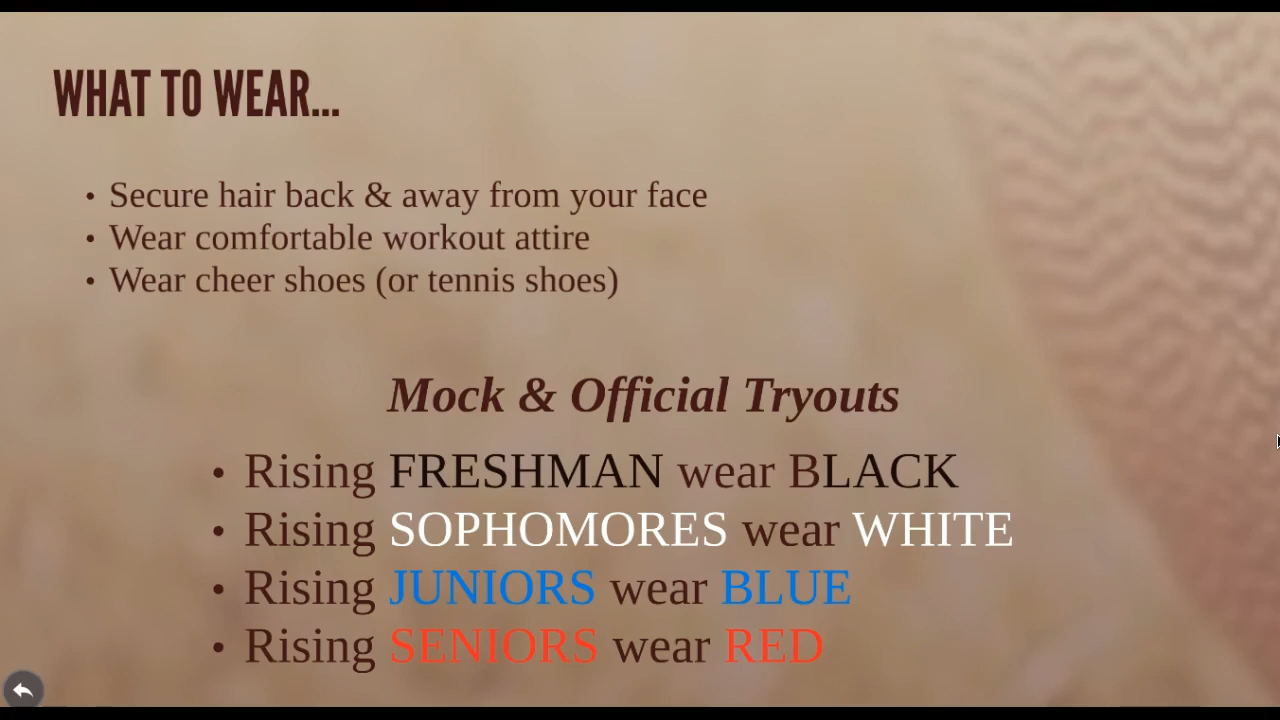 WHAT TO WEAR...
• Secure hair back & away from your face
• Wear comfortable workout attire
• Wear cheer shoes (or tennis shoes)
Mock & Official Tryouts
• Rising FRESHMAN wear BLACK
• Rising SOPHOMORES wear WHITE
• Rising JUNIORS wear BLUE
• Rising SENIORS wear RED